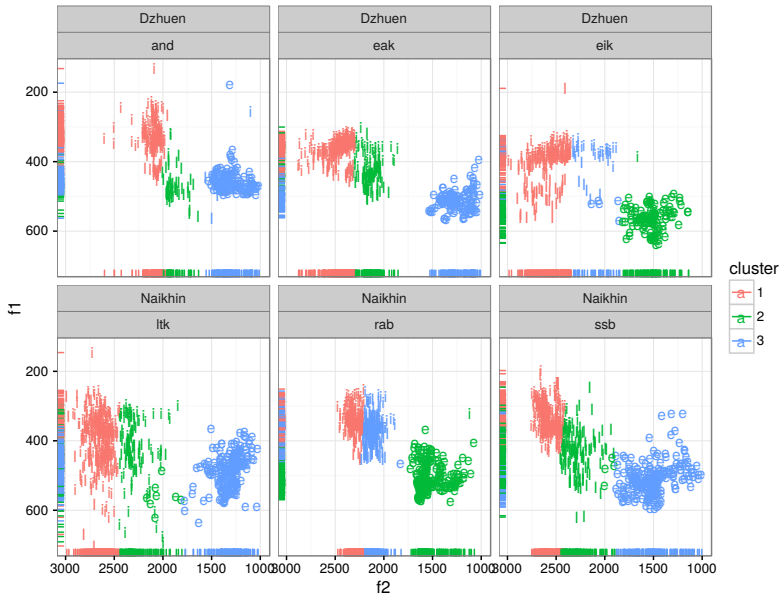 Dzhuen Dzhuen Dzhuen
and eak eik
200
400
600
Naikhin Naikhin Naikhin
ltk rab ssb
200
400
600
3000 2500 2000 1500 1000 3000 2500 2000 1500 1000 3000 2500 2000 1500 1000
f2
f1
cluster
a 1
a 2
a 3